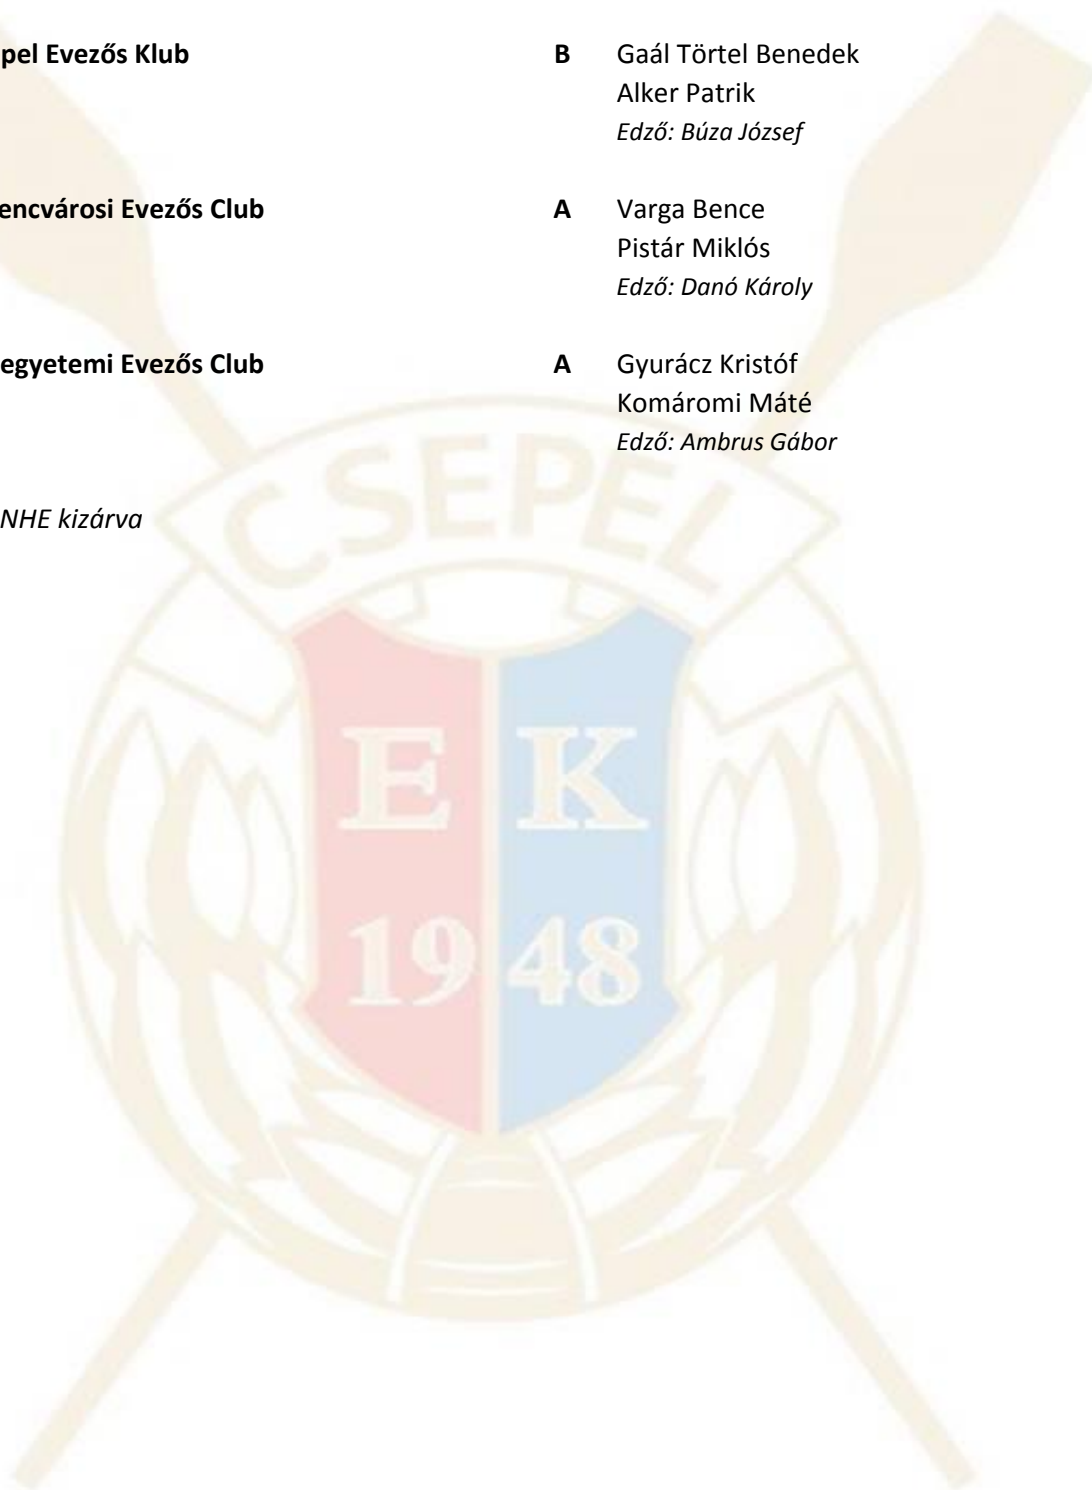 pel Evezős Klub B Gaál Törtel Benedek
Alker Patrik
Edző: Búza József
encvárosi Evezős Club A Varga Bence
Pistár Miklós
Edző: Danó Károly
egyetemi Evezős Club A Gyurácz Kristóf
Komáromi Máté
Edző: Ambrus Gábor
NHE kizárva
CSEPEL
E K
19 48